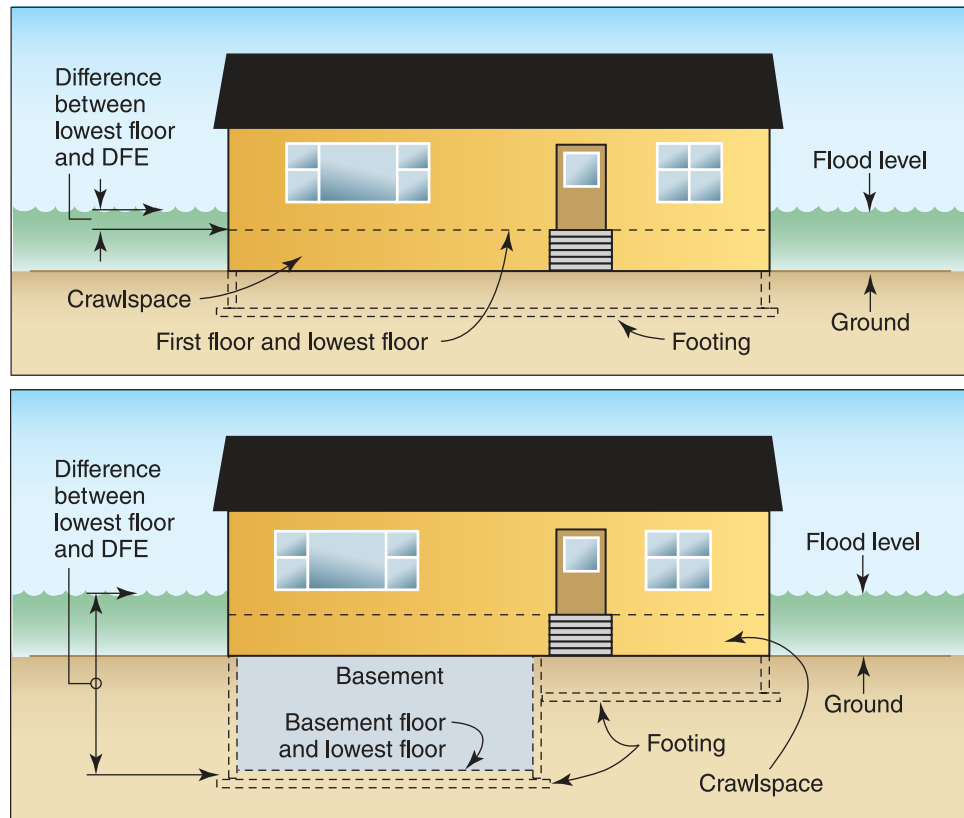 Difference
between
lowest floor
and DFE
Flood level
Crawlspace
First floor and lowest floor
Footing
Ground
Difference
between
lowest floor
and DFE
Flood level
Basement
Basement floor
and lowest floor
Footing
Ground
Crawlspace